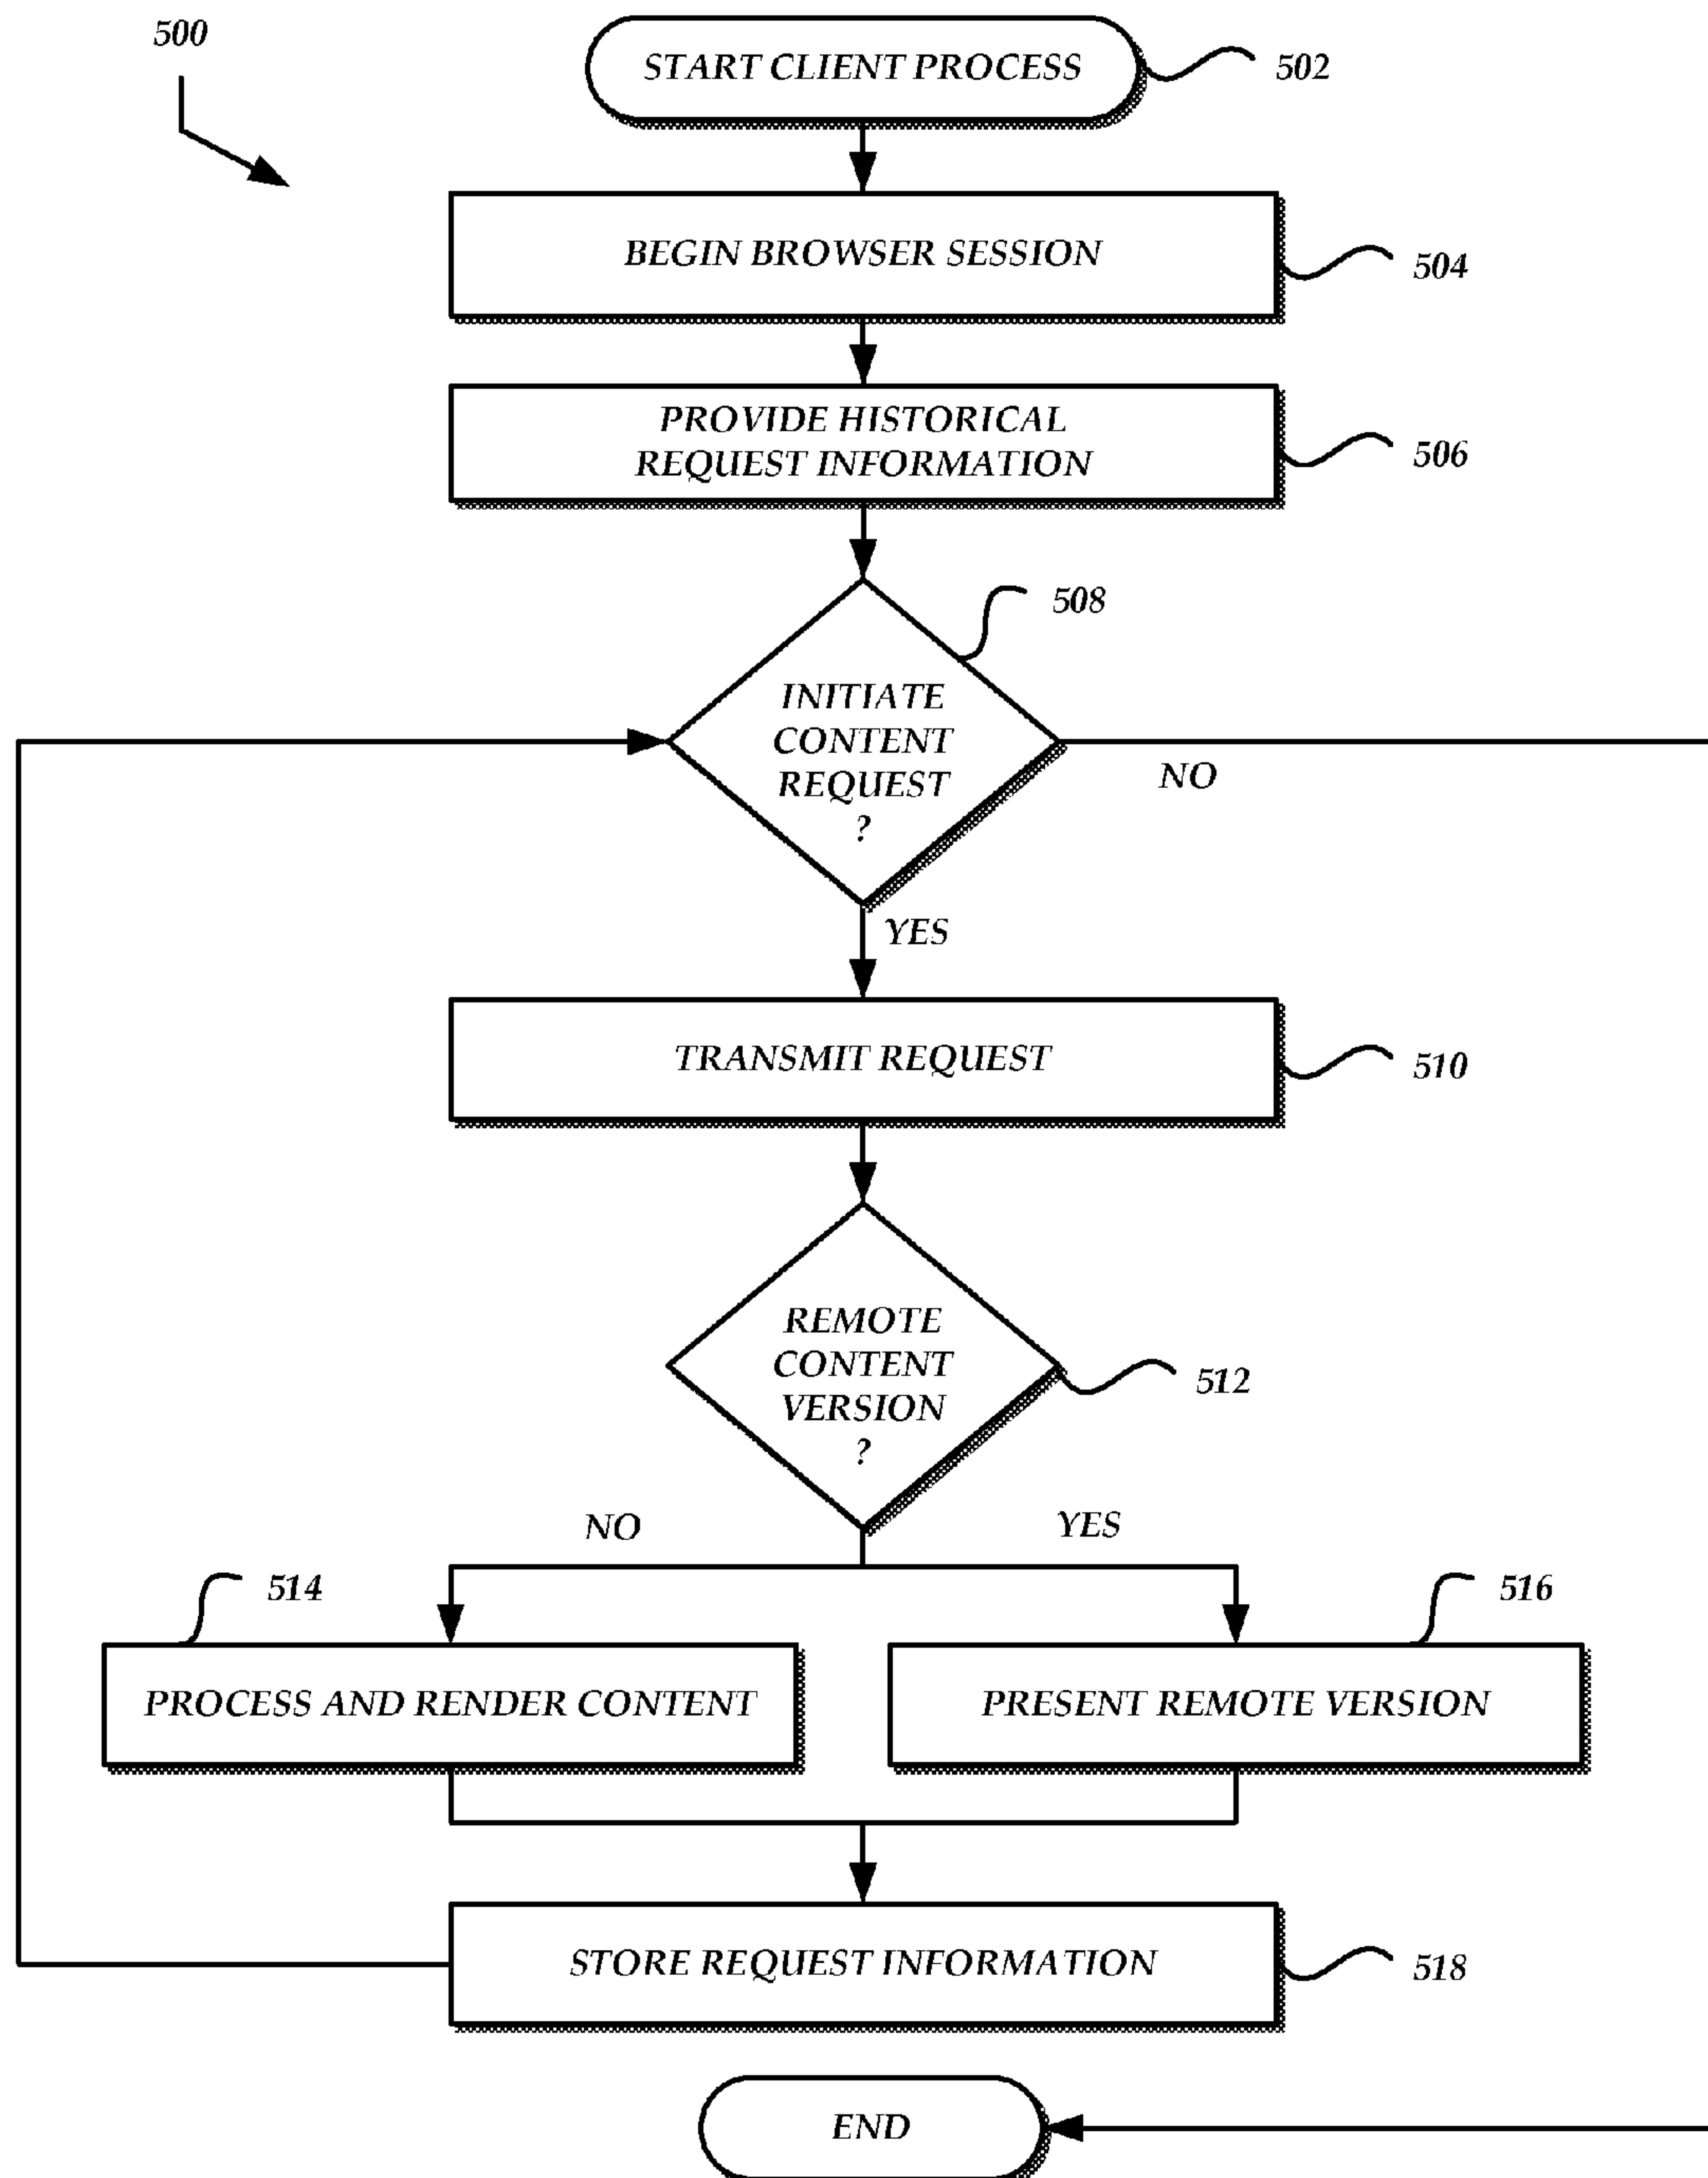 500
START CLIENT PROCESS
502
BEGIN BROWSER SESSION
504
PROVIDE HISTORICAL
REQUEST INFORMATION
506
508
INITIATE
CONTENT
REQUEST
?
NO
YES
TRANSMIT REQUEST
510
REMOTE
CONTENT
VERSION
?
512
NO
YES
514
516
PROCESS AND RENDER CONTENT
PRESENT REMOTE VERSION
STORE REQUEST INFORMATION
518
END